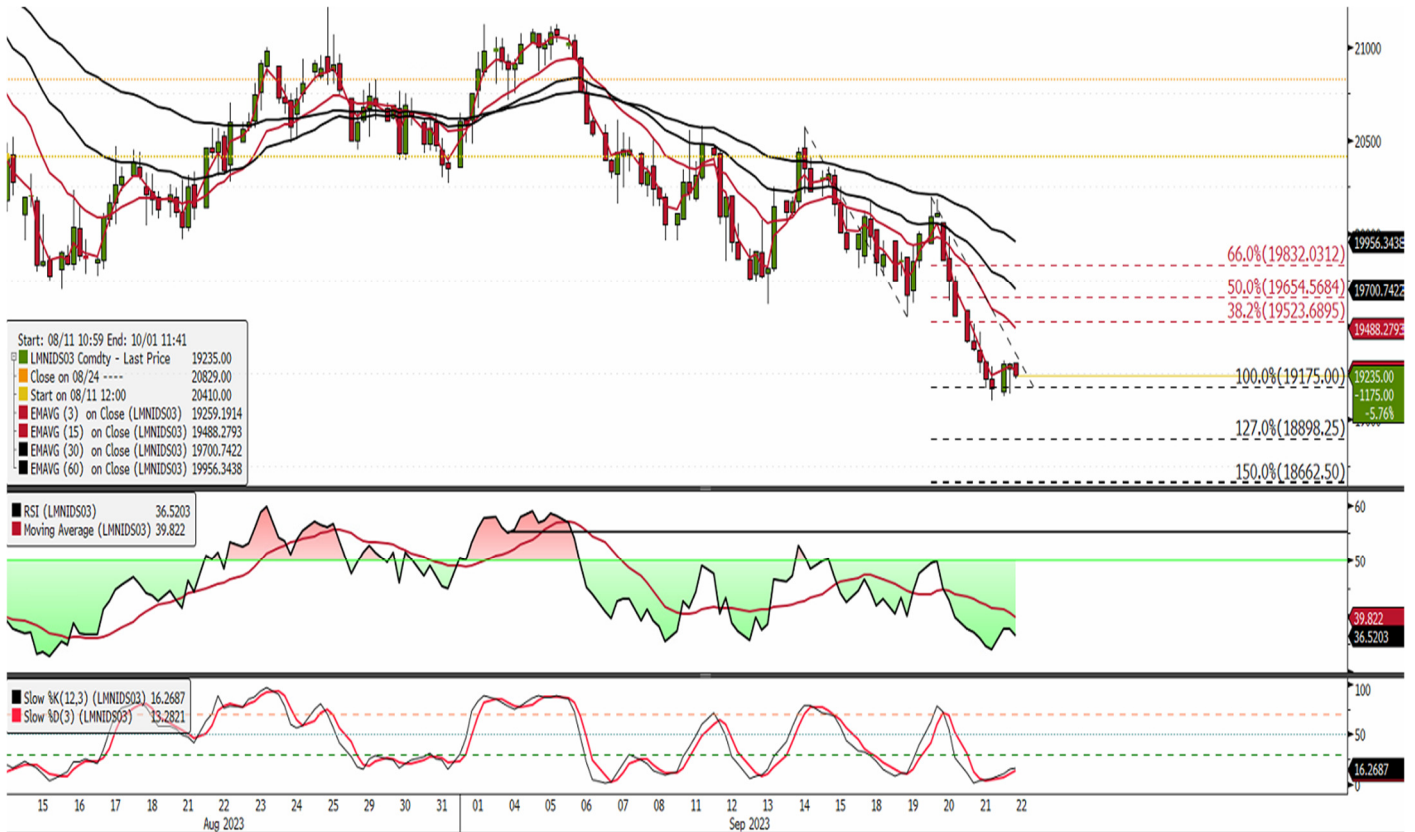 21000
20500
66.0%(19832.0312)
50.0%(19654.5684)
38.2%(19523.6895)
100.0%(19175.00)
127.0%(18898.25)
150.0%(18662.50)
19956.3438
19700.7422
19488.2793
19235.00
-1175.00
-5.76%
Start: 08/11 10:59 End: 10/01 11:41
LMNIDS03 Comdty - Last Price 19235.00
Close on 08/24 ---- 20829.00
Start on 08/11 12:00 20410.00
EMAVG (3) on Close (LMNIDS03) 19259.1914
EMAVG (15) on Close (LMNIDS03) 19488.2793
EMAVG (30) on Close (LMNIDS03) 19700.7422
EMAVG (60) on Close (LMNIDS03) 19956.3438
RSI (LMNIDS03) 36.5203
Moving Average (LMNIDS03) 39.822
60
50
39.822
36.5203
Slow %K(12,3) (LMNIDS03) 16.2687
Slow %D(3) (LMNIDS03) 13.2821
100
50
16.2687
0
15 16 17 18 21 22 23 24 25 29 30 31 01 04 05 06 07 08 11 12 13 14 15 18 19 20 21 22
Aug 2023 Sep 2023